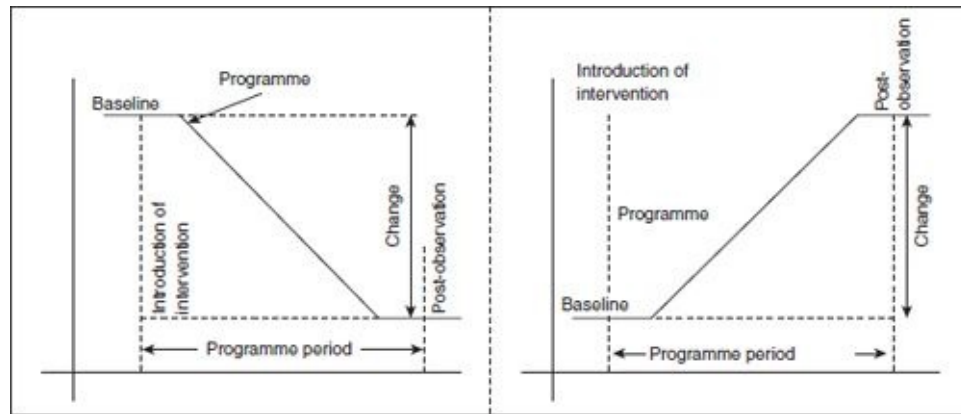 Programme
Baseline
Introduction of
intervention
Change
Post-observation
Programme period
Introduction of
intervention
Post-
observation
Programme
Change
Baseline
Programme period